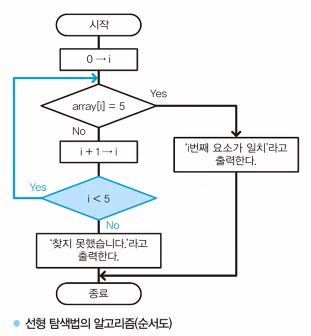 시작
0 → i
array[i] = 5
Yes
No
i + 1 → i
'i번째 요소가 일치'라고
출력한다.
Yes
i < 5
No
'찾지 못했습니다.'라고
출력한다.
종료
● 선형 탐색법의 알고리즘(순서도)